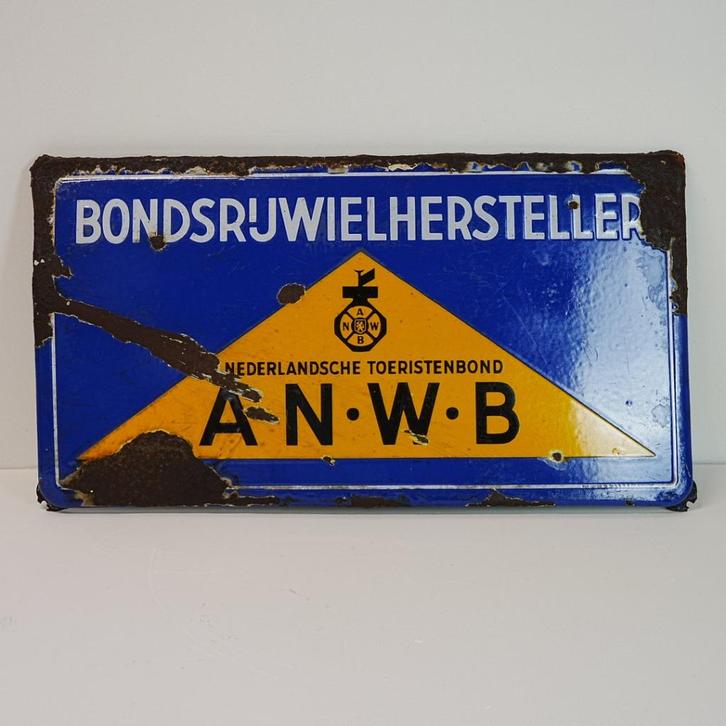 BONDSRIJWIELHERSTELLER
A
N W
B
NEDERLANDSCHE TOERISTENBOND
A·N·W·B